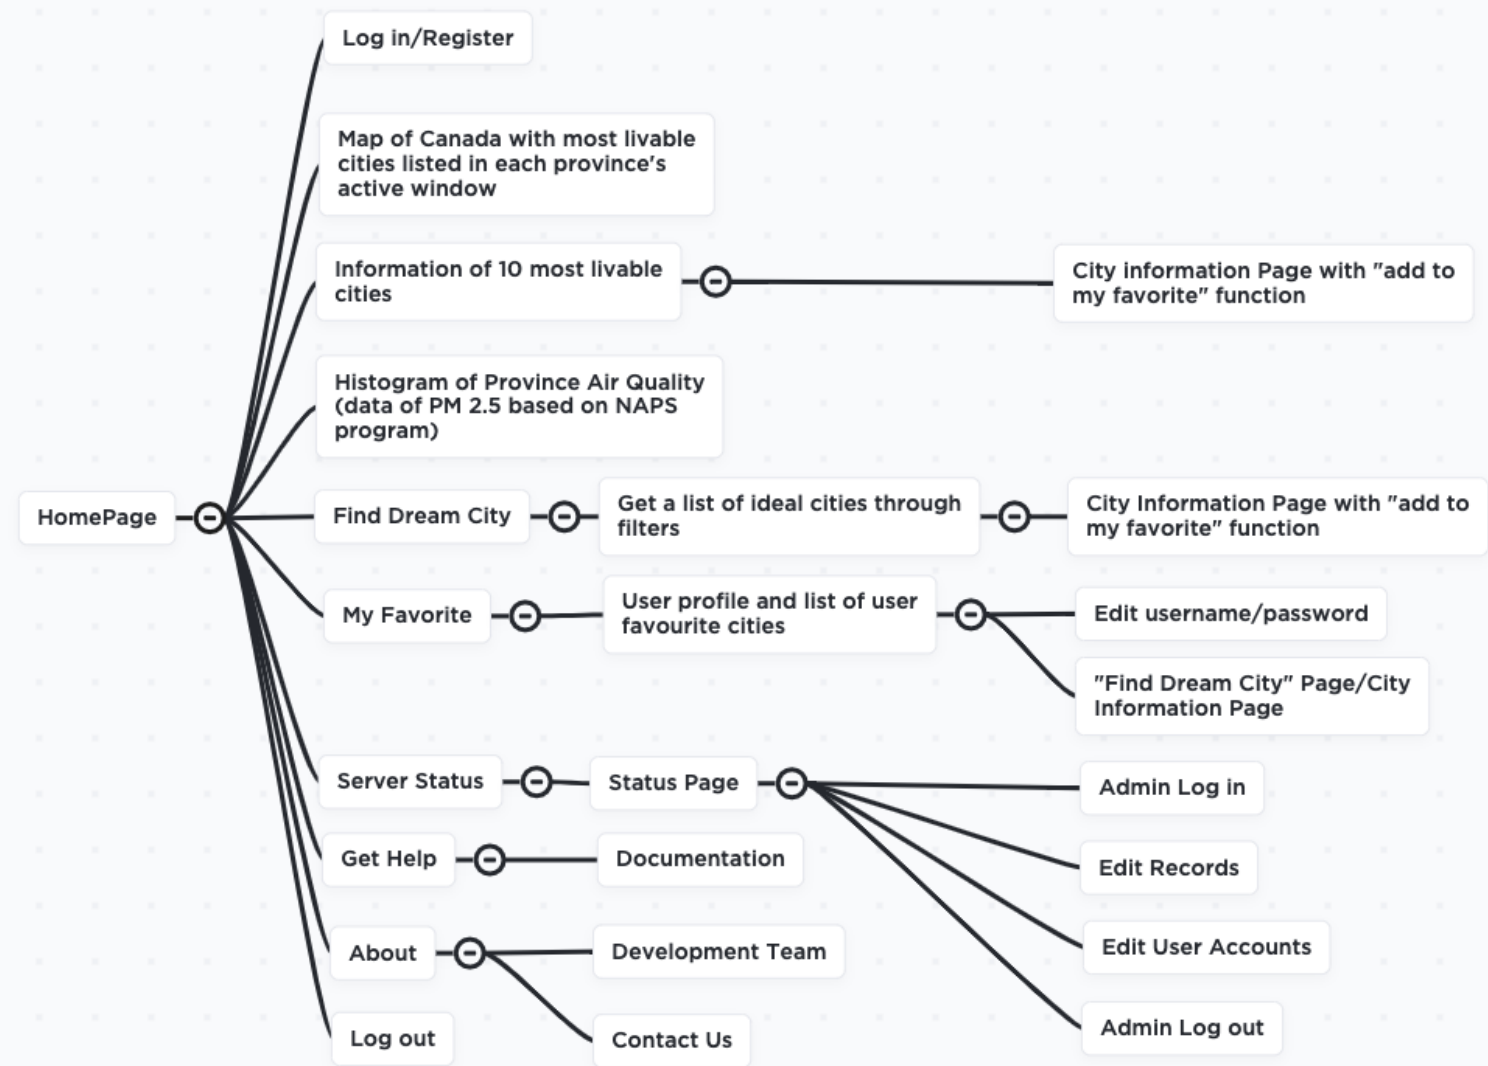 Log in/Register
Map of Canada with most livable
cities listed in each province's
active window
Information of 10 most livable
cities
City information Page with "add to
my favorite" function
Histogram of Province Air Quality
(data of PM 2.5 based on NAPS
program)
HomePage
Find Dream City
Get a list of ideal cities through
filters
City Information Page with "add to
my favorite" function
My Favorite
User profile and list of user
favourite cities
Edit username/password
"Find Dream City" Page/City
Information Page
Server Status
Status Page
Admin Log in
Edit Records
Edit User Accounts
Admin Log out
Get Help
Documentation
About
Development Team
Contact Us
Log out